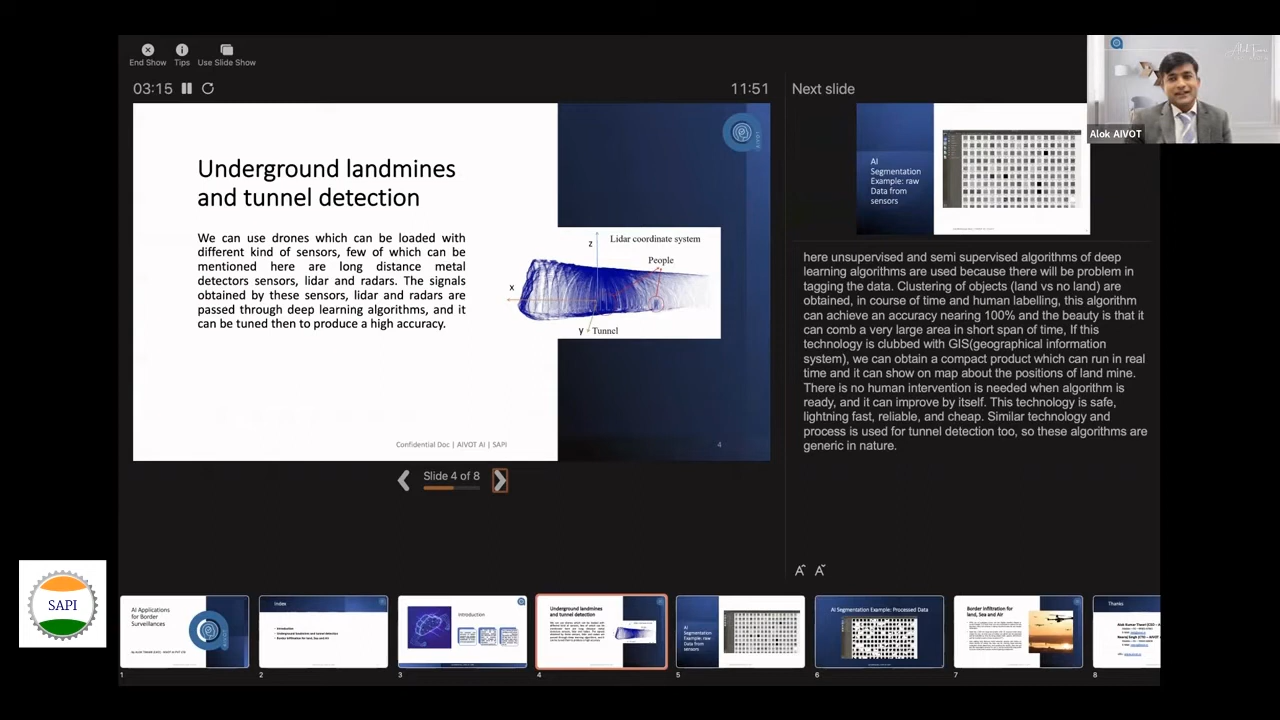 End Show
Tips
Use Slide Show
03:15
11:51
Underground landmines
and tunnel detection
We can use drones which can be loaded with
different kind of sensors, few of which can be
mentioned here are long distance metal
detectors sensors, lidar and radars. The signals
obtained by these sensors, lidar and radars are
passed through deep learning algorithms, and it
can be tuned then to produce a high accuracy.
Lidar coordinate system
z
People
x
y
Tunnel
Confidential Doc | AIVOT AI | SAPI
4
Slide 4 of 8
Next slide
AI
Segmentation
Example: raw
Data from
sensors
Alok AIVOT
here unsupervised and semi supervised algorithms of deep
learning algorithms are used because there will be problem in
tagging the data. Clustering of objects (land vs no land) are
obtained, in course of time and human labelling, this algorithm
can achieve an accuracy nearing 100% and the beauty is that it
can comb a very large area in short span of time, If this
technology is clubbed with GIS(geographical information
system), we can obtain a compact product which can run in real
time and it can show on map about the positions of land mine.
There is no human intervention is needed when algorithm is
ready, and it can improve by itself. This technology is safe,
lightning fast, reliable, and cheap. Similar technology and
process is used for tunnel detection too, so these algorithms are
generic in nature.
A A
SAPI
AI Applications
for Border
Surveillances
1
Index
Introduction
Underground landmines and tunnel detection
Border Infiltration for land, Sea and Air
2
Introduction
3
Underground landmines
and tunnel detection
4
AI
Segmentation
Example: raw
Data from
sensors
5
AI Segmentation Example: Processed Data
6
Border Infiltration for
land, Sea and Air
7
Thanks
8